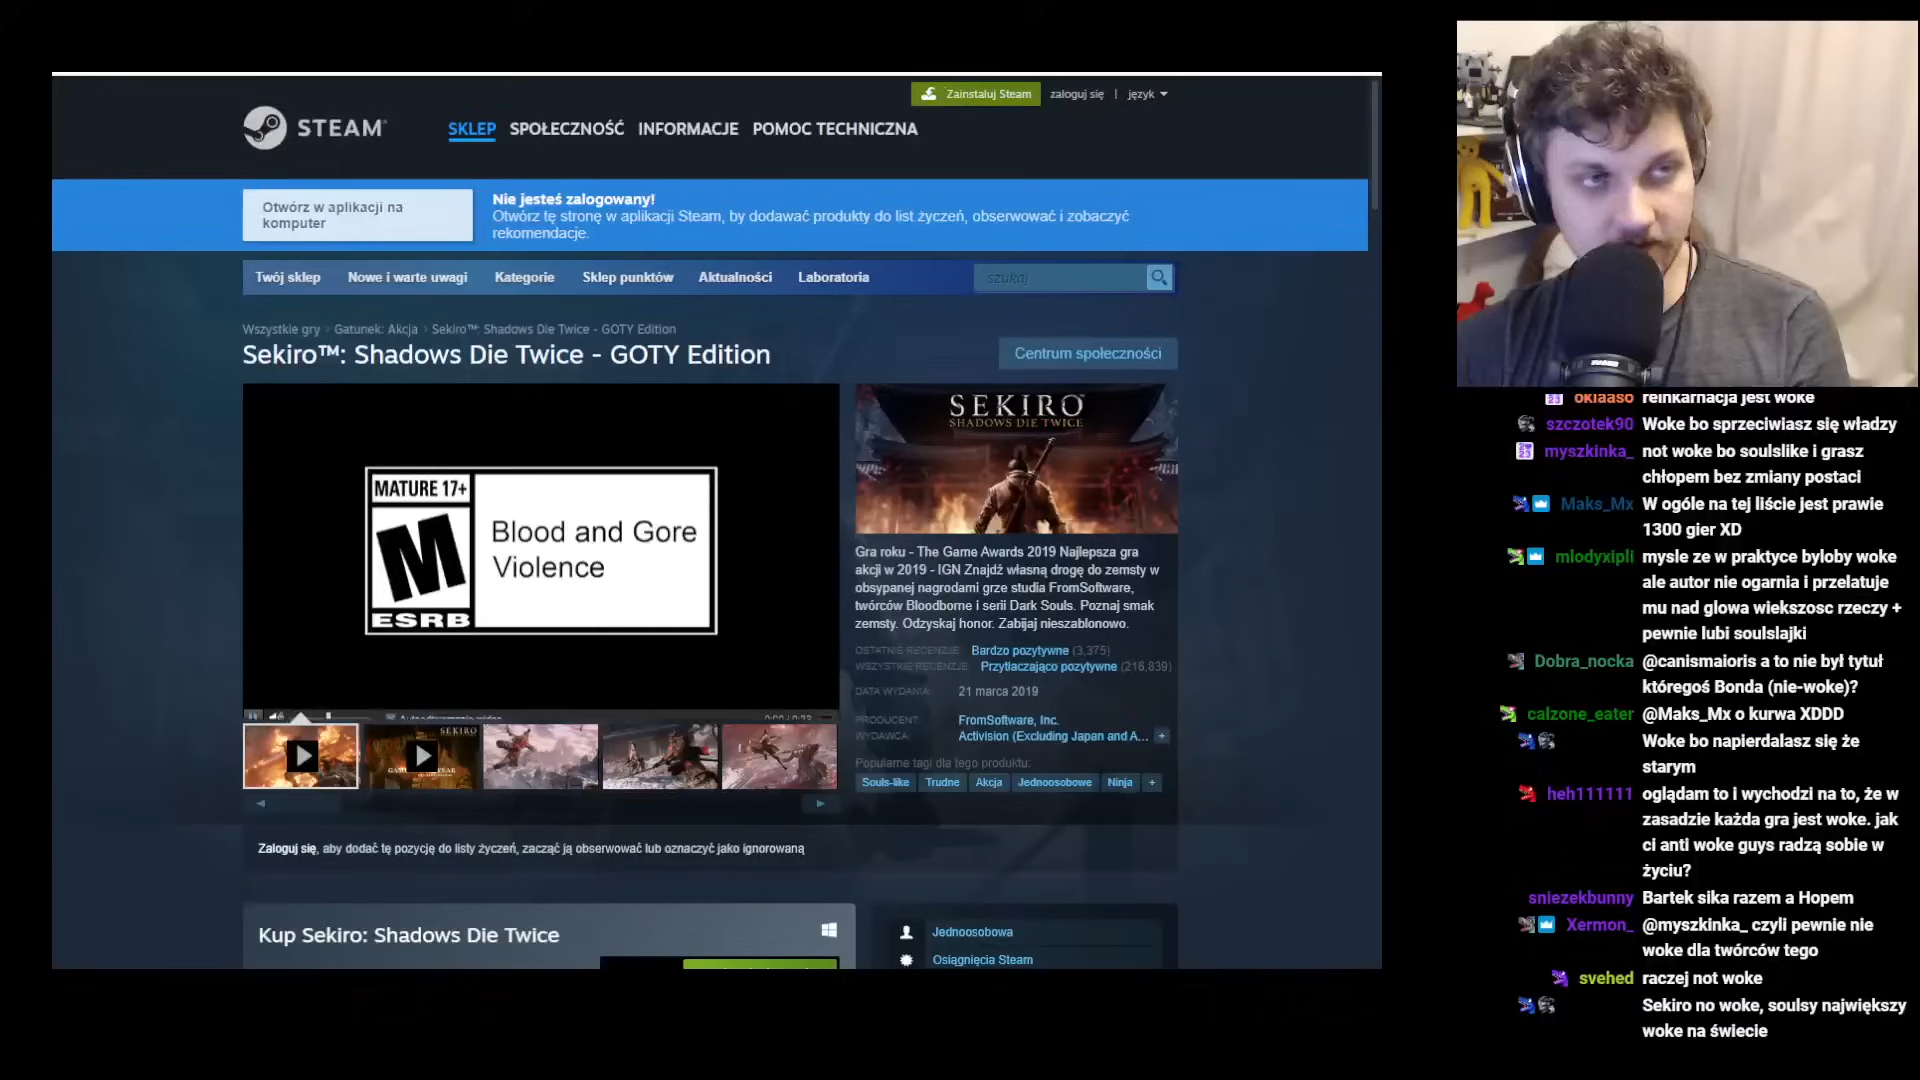 Zainstaluj Steam
zaloguj się | język
STEAM
SKLEP SPOŁECZNOŚĆ INFORMACJE POMOC TECHNICZNA
Otwórz w aplikacji na
komputer
Nie jesteś zalogowany!
Otwórz tę stronę w aplikacji Steam, by dodawać produkty do list życzeń, obserwować i zobaczyć
rekomendacje.
Twój sklep Nowe i warte uwagi Kategorie Sklep punktów Aktualności Laboratoria
szukaj
Wszystkie gry > Gatunek: Akcja > Sekiro™: Shadows Die Twice - GOTY Edition
Sekiro™: Shadows Die Twice - GOTY Edition
Centrum społeczności
MATURE 17+
M
ESRB
Blood and Gore
Violence
SEKIRO
SHADOWS DIE TWICE
Gra roku - The Game Awards 2019 Najlepsza gra
akcji w 2019 - IGN Znajdź własną drogę do zemsty w
obsypanej nagrodami grze studia FromSoftware,
twórców Bloodborne i serii Dark Souls. Poznaj smak
zemsty. Odzyskaj honor. Zabijaj nieszablonowo.
OSTATNIE RECENZJE: Bardzo pozytywne (3,375)
WSZYSTKIE RECENZJE: Przytłaczająco pozytywne (216,839)
DATA WYDANIA: 21 marca 2019
PRODUCENT: FromSoftware, Inc.
WYDAWCA: Activision (Excluding Japan and A... +
Popularne tagi dla tego produktu:
Souls-like Trudne Akcja Jednoosobowe Ninja +
SEKIRO
Zaloguj się, aby dodać tę pozycję do listy życzeń, zacząć ją obserwować lub oznaczyć jako ignorowaną
Kup Sekiro: Shadows Die Twice
Jednoosobowa
Osiągnięcia Steam
oklaaso reinkarnacja jest woke
szczotek90 Woke bo sprzeciwiasz się władzy
myszkinka_ not woke bo soulslike i grasz
chłopem bez zmiany postaci
Maks_Mx W ogóle na tej liście jest prawie
1300 gier XD
mlodyxipli mysle ze w praktyce byloby woke
ale autor nie ogarnia i przelatuje
mu nad glowa wiekszosc rzeczy +
pewnie lubi soulslajki
Dobra_nocka @canismaioris a to nie był tytuł
któregoś Bonda (nie-woke)?
calzone_eater @Maks_Mx o kurwa XDDD
Woke bo napierdalasz się że
starym
heh111111 oglądam to i wychodzi na to, że w
zasadzie każda gra jest woke. jak
ci anti woke guys radzą sobie w
życiu?
sniezekbunny Bartek sika razem a Hopem
Xermon_ @myszkinka_ czyli pewnie nie
woke dla twórców tego
svehed raczej not woke
Sekiro no woke, soulsy największy
woke na świecie